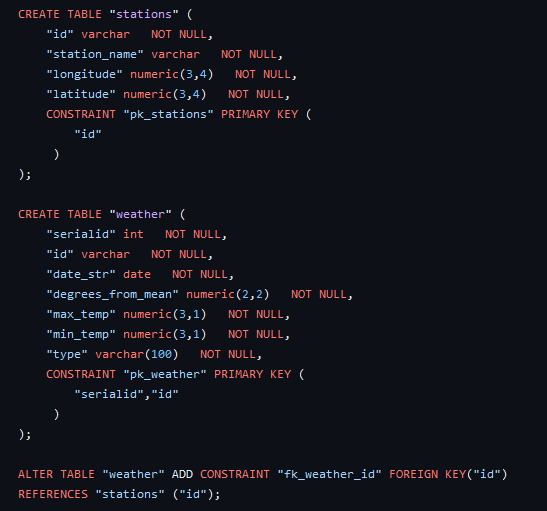 CREATE TABLE "stations" (
    "id" varchar   NOT NULL,
    "station_name" varchar   NOT NULL,
    "longitude" numeric(3,4)   NOT NULL,
    "latitude" numeric(3,4)   NOT NULL,
    CONSTRAINT "pk_stations" PRIMARY KEY (
        "id"
     )
);

CREATE TABLE "weather" (
    "serialid" int   NOT NULL,
    "id" varchar   NOT NULL,
    "date_str" date   NOT NULL,
    "degrees_from_mean" numeric(2,2)   NOT NULL,
    "max_temp" numeric(3,1)   NOT NULL,
    "min_temp" numeric(3,1)   NOT NULL,
    "type" varchar(100)   NOT NULL,
    CONSTRAINT "pk_weather" PRIMARY KEY (
        "serialid","id"
     )
);

ALTER TABLE "weather" ADD CONSTRAINT "fk_weather_id" FOREIGN KEY("id")
REFERENCES "stations" ("id");